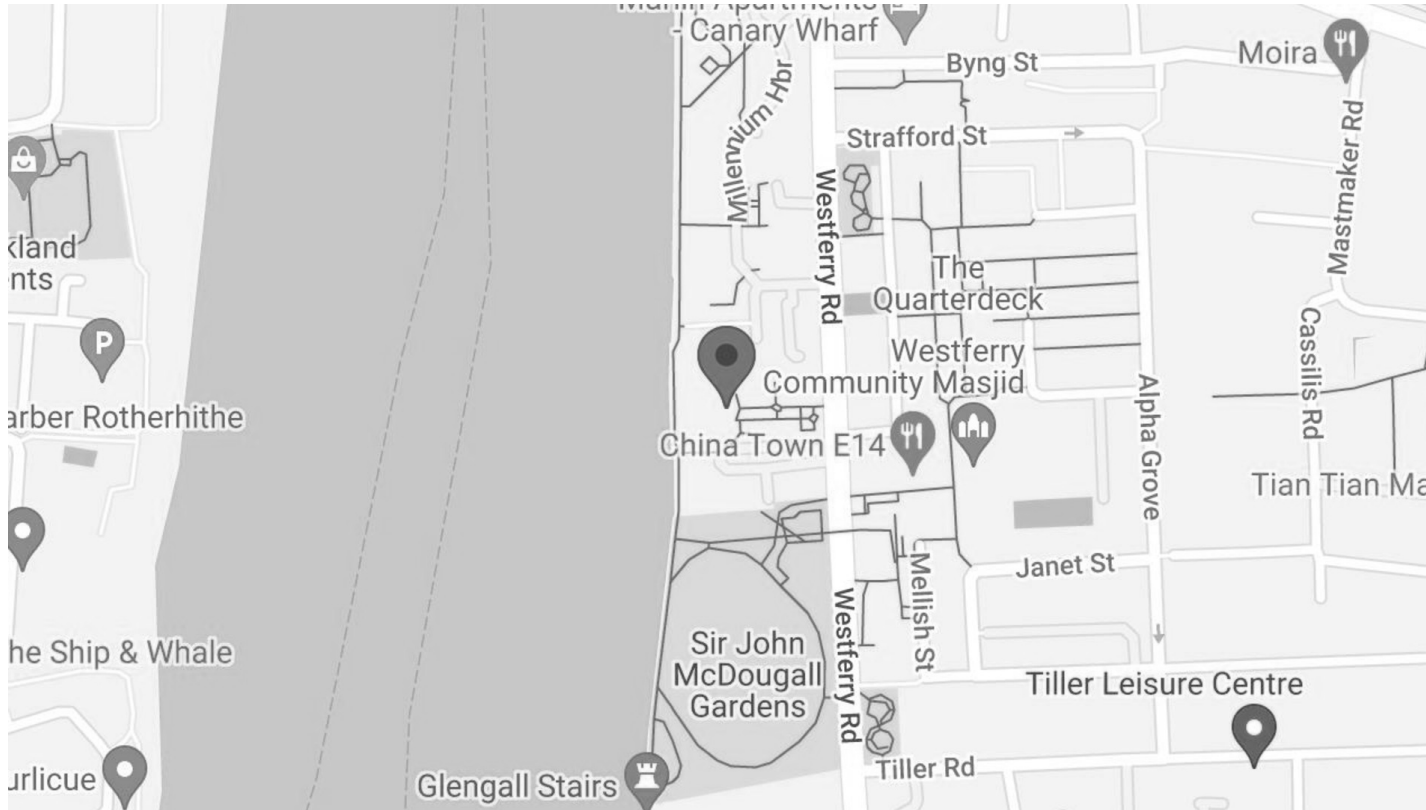 - Canary Wharf
Byng St
Moira
Millennium Hbr
Strafford St
Mastmaker Rd
Westferry Rd
kland
nts
The
Quarterdeck
Cassilis Rd
Westferry
Community Masjid
P
arber Rotherhithe
Alpha Grove
China Town E14
Tian Tian Ma
Janet St
Mellish St
Westferry Rd
he Ship & Whale
Sir John
McDougall
Gardens
Tiller Leisure Centre
Tiller Rd
urlicue
Glengall Stairs